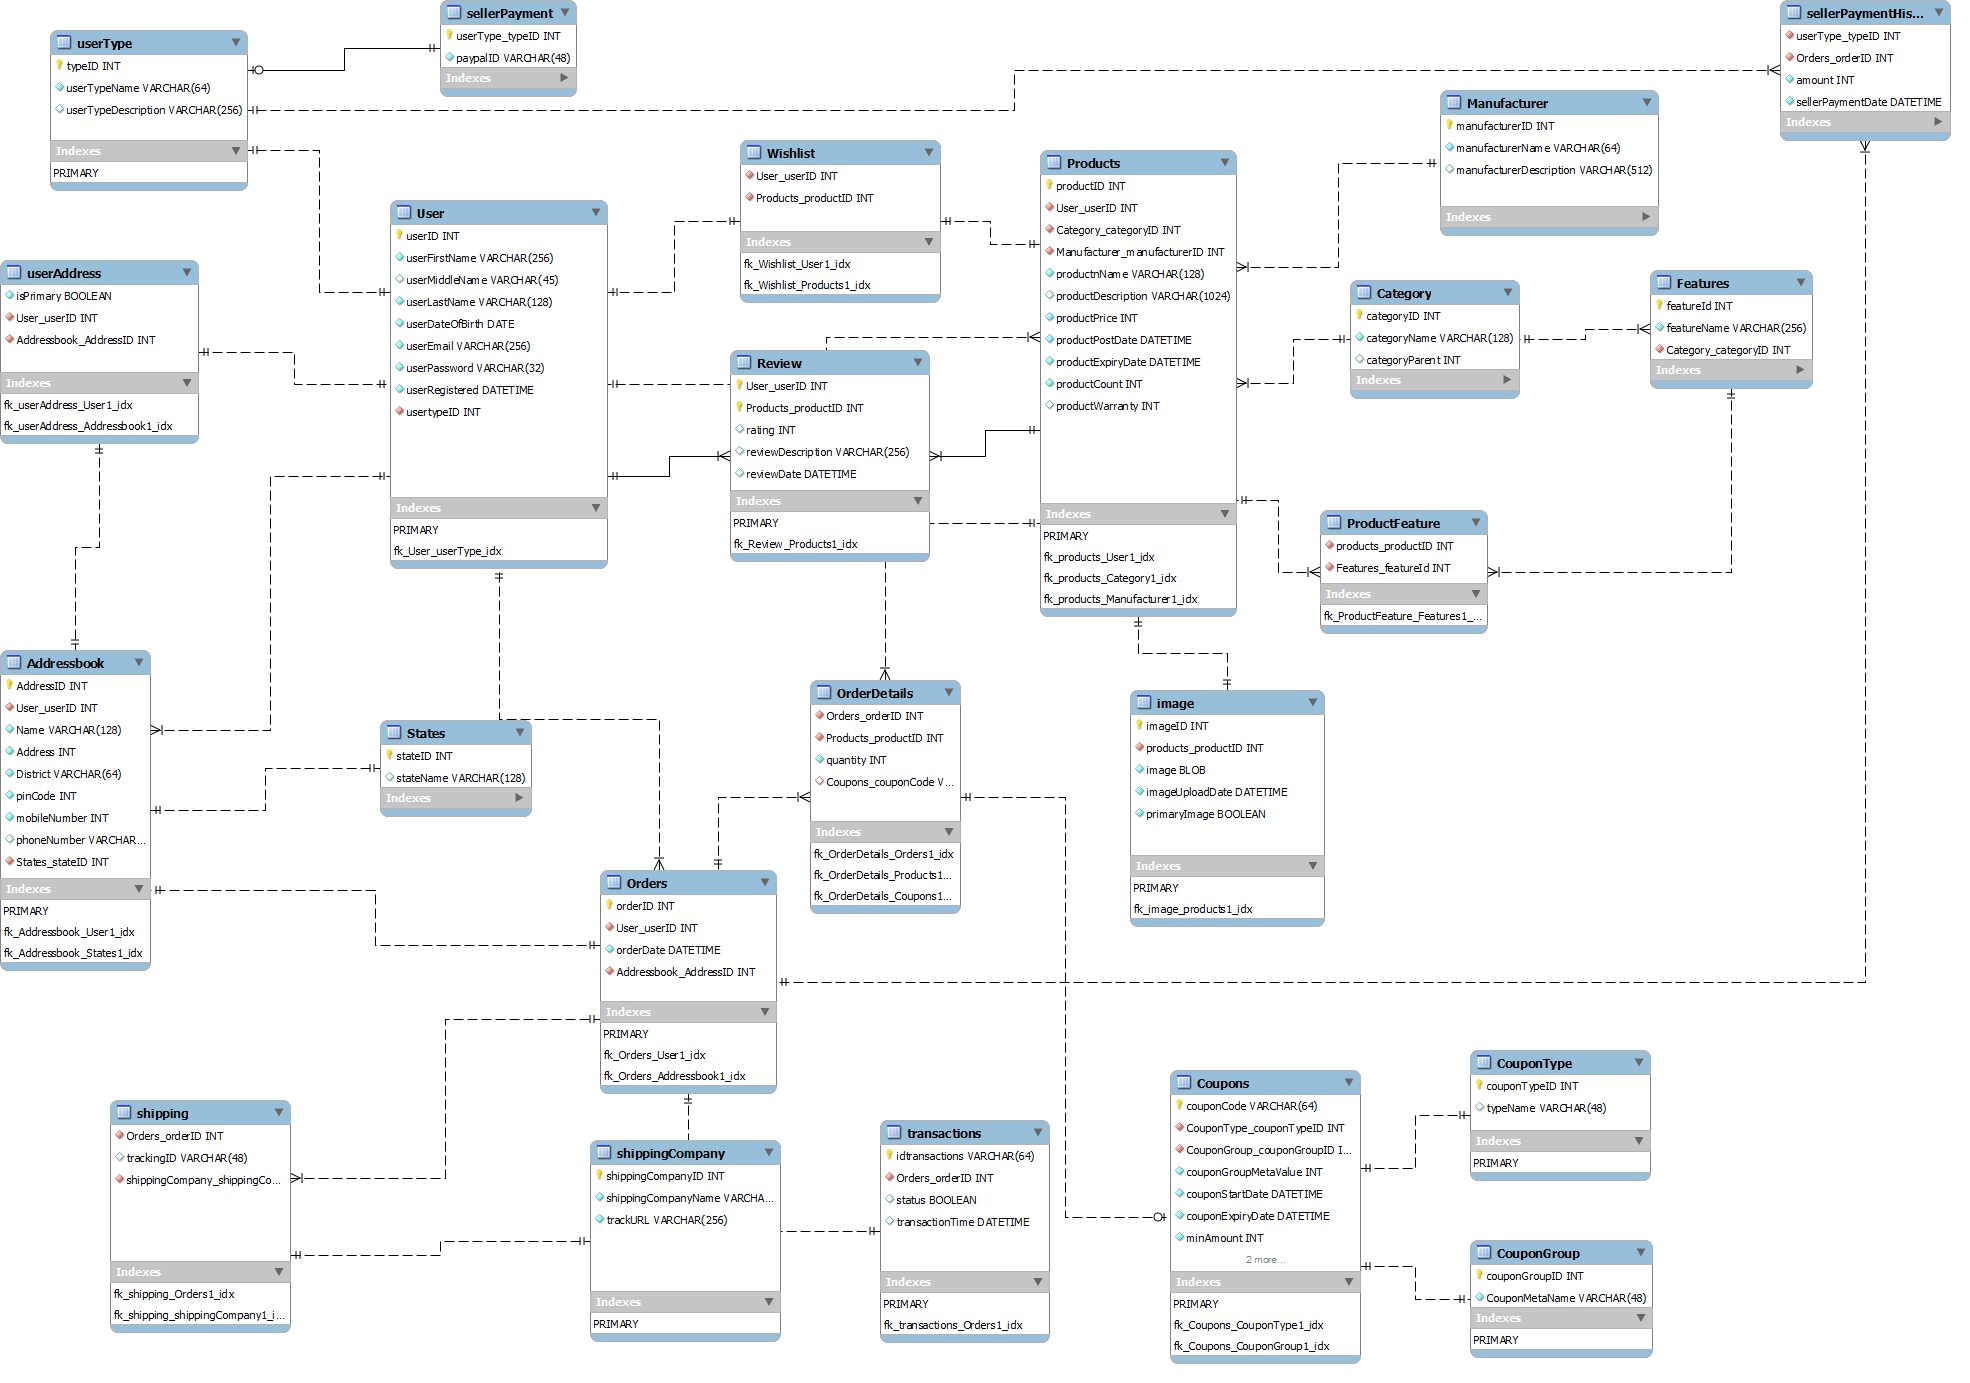 sellerPayment
userType_typeID INT
paypalID VARCHAR(48)
Indexes
sellerPaymentHis...
userType_typeID INT
Orders_orderID INT
amount INT
sellerPaymentDate DATETIME
Indexes
userType
typeID INT
userTypeName VARCHAR(64)
userTypeDescription VARCHAR(256)
Indexes
PRIMARY
Manufacturer
manufacturerID INT
manufacturerName VARCHAR(64)
manufacturerDescription VARCHAR(512)
Indexes
Wishlist
User_userID INT
Products_productID INT
Indexes
fk_Wishlist_User1_idx
fk_Wishlist_Products1_idx
Products
productID INT
User_userID INT
Category_categoryID INT
Manufacturer_manufacturerID INT
productnName VARCHAR(128)
productDescription VARCHAR(1024)
productPrice INT
productPostDate DATETIME
productExpiryDate DATETIME
productCount INT
productWarranty INT
Indexes
PRIMARY
fk_products_User1_idx
fk_products_Category1_idx
fk_products_Manufacturer1_idx
User
userID INT
userFirstName VARCHAR(256)
userMiddleName VARCHAR(45)
userLastName VARCHAR(128)
userDateOfBirth DATE
userEmail VARCHAR(256)
userPassword VARCHAR(32)
userRegistered DATETIME
usertypeID INT
Indexes
PRIMARY
fk_User_userType_idx
userAddress
isPrimary BOOLEAN
User_userID INT
Addressbook_AddressID INT
Indexes
fk_userAddress_User1_idx
fk_userAddress_Addressbook1_idx
Category
categoryID INT
categoryName VARCHAR(128)
categoryParent INT
Indexes
Features
featureId INT
featureName VARCHAR(256)
Category_categoryID INT
Indexes
Review
User_userID INT
Products_productID INT
rating INT
reviewDescription VARCHAR(256)
reviewDate DATETIME
Indexes
PRIMARY
fk_Review_Products1_idx
ProductFeature
products_productID INT
Features_featureId INT
Indexes
fk_ProductFeature_Features1_...
Addressbook
AddressID INT
User_userID INT
Name VARCHAR(128)
Address INT
District VARCHAR(64)
pinCode INT
mobileNumber INT
phoneNumber VARCHAR...
States_stateID INT
Indexes
PRIMARY
fk_Addressbook_User1_idx
fk_Addressbook_States1_idx
States
stateID INT
stateName VARCHAR(128)
Indexes
OrderDetails
Orders_orderID INT
Products_productID INT
quantity INT
Coupons_couponCode V...
Indexes
fk_OrderDetails_Orders1_idx
fk_OrderDetails_Products1...
fk_OrderDetails_Coupons1...
image
imageID INT
products_productID INT
image BLOB
imageUploadDate DATETIME
primaryImage BOOLEAN
Indexes
PRIMARY
fk_image_products1_idx
Orders
orderID INT
User_userID INT
orderDate DATETIME
Addressbook_AddressID INT
Indexes
PRIMARY
fk_Orders_User1_idx
fk_Orders_Addressbook1_idx
shipping
Orders_orderID INT
trackingID VARCHAR(48)
shippingCompany_shippingCo...
Indexes
fk_shipping_Orders1_idx
fk_shipping_shippingCompany1_i...
shippingCompany
shippingCompanyID INT
shippingCompanyName VARCHA...
trackURL VARCHAR(256)
Indexes
PRIMARY
transactions
idtransactions VARCHAR(64)
Orders_orderID INT
status BOOLEAN
transactionTime DATETIME
Indexes
PRIMARY
fk_transactions_Orders1_idx
Coupons
couponCode VARCHAR(64)
CouponType_couponTypeID INT
CouponGroup_couponGroupID I...
couponGroupMetaValue INT
couponStartDate DATETIME
couponExpiryDate DATETIME
minAmount INT
2 more...
Indexes
PRIMARY
fk_Coupons_CouponType1_idx
fk_Coupons_CouponGroup1_idx
CouponType
couponTypeID INT
typeName VARCHAR(48)
Indexes
PRIMARY
CouponGroup
couponGroupID INT
CouponMetaName VARCHAR(48)
Indexes
PRIMARY